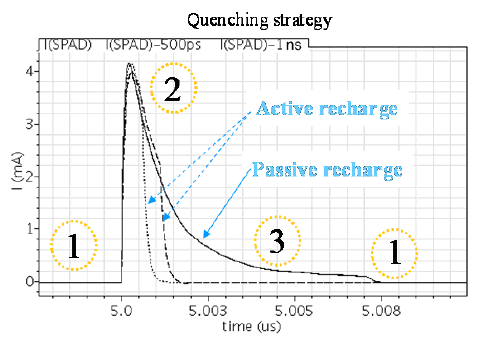 Quenching strategy
I(SPAD) I(SPAD)-500ps I(SPAD)-1ns
4
3
2
1
0
I (mA)
2
Active recharge
Passive recharge
1
3
1
5.0 5.003 5.005 5.008
time (us)